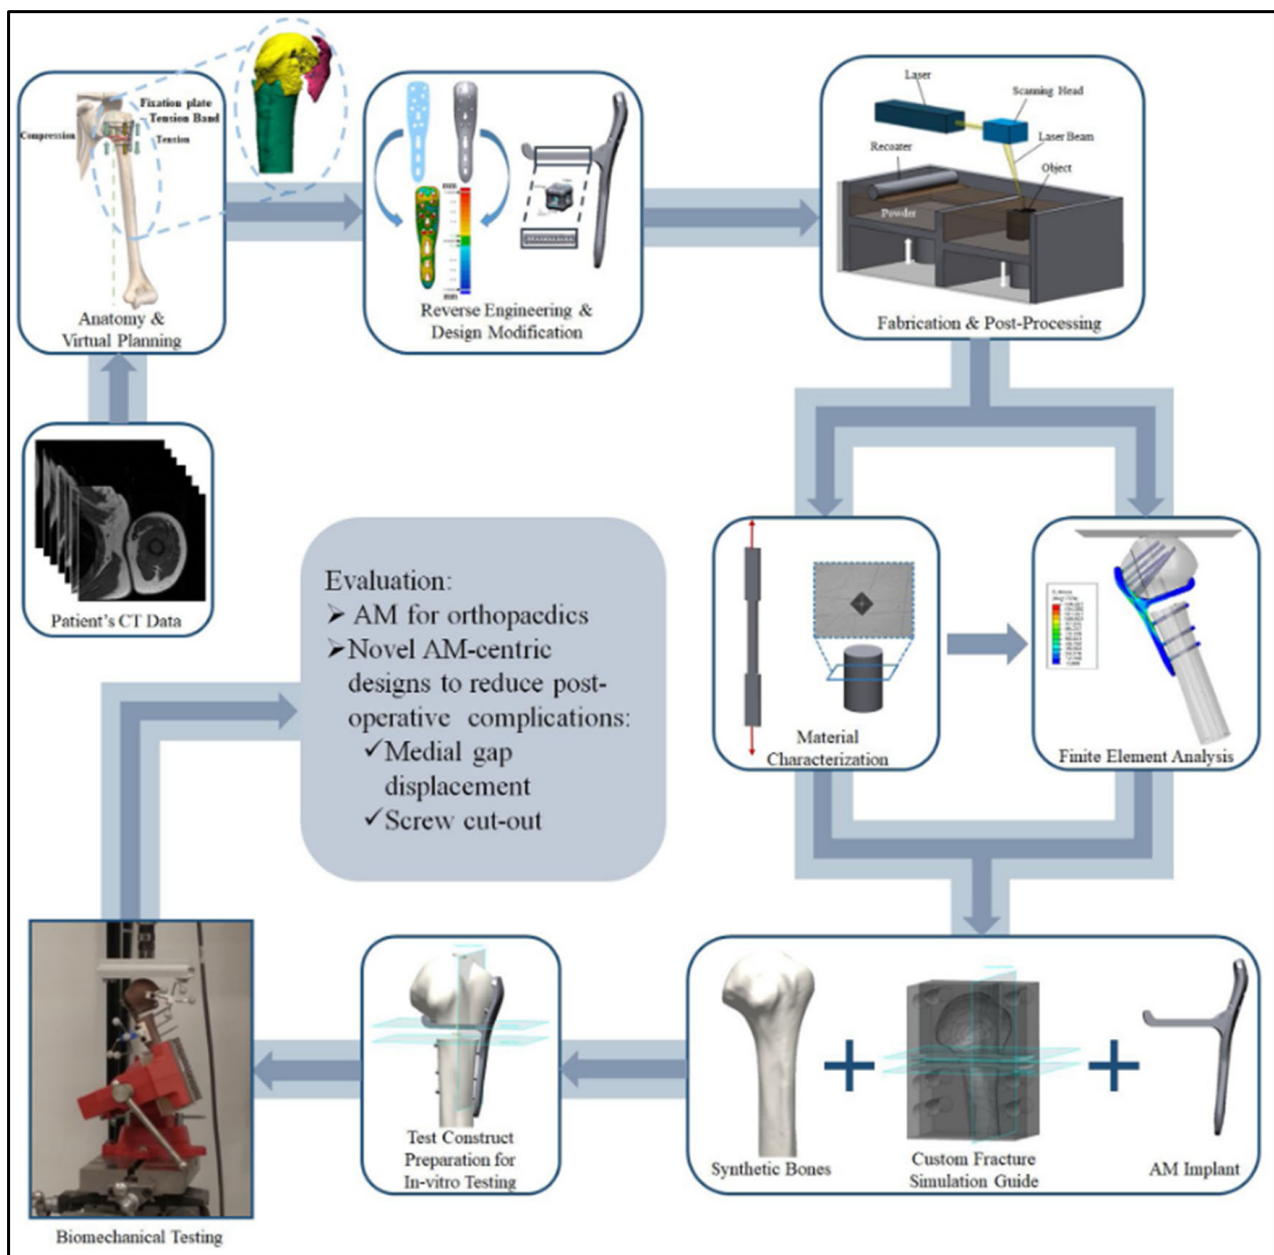 Fixation plate
Tension Band
Compression
Tension
Anatomy &
Virtual Planning
mm
mm
Reverse Engineering &
Design Modification
Laser
Scanning Head
Laser Beam
Recoater
Object
Powder
Fabrication & Post-Processing
Patient's CT Data
Evaluation:
➢ AM for orthopaedics
➢Novel AM-centric
designs to reduce post-
operative complications:
✓Medial gap
displacement
✓Screw cut-out
Material
Characterization
Finite Element Analysis
Biomechanical Testing
Test Construct
Preparation for
In-vitro Testing
Synthetic Bones
+
Custom Fracture
Simulation Guide
+
AM Implant